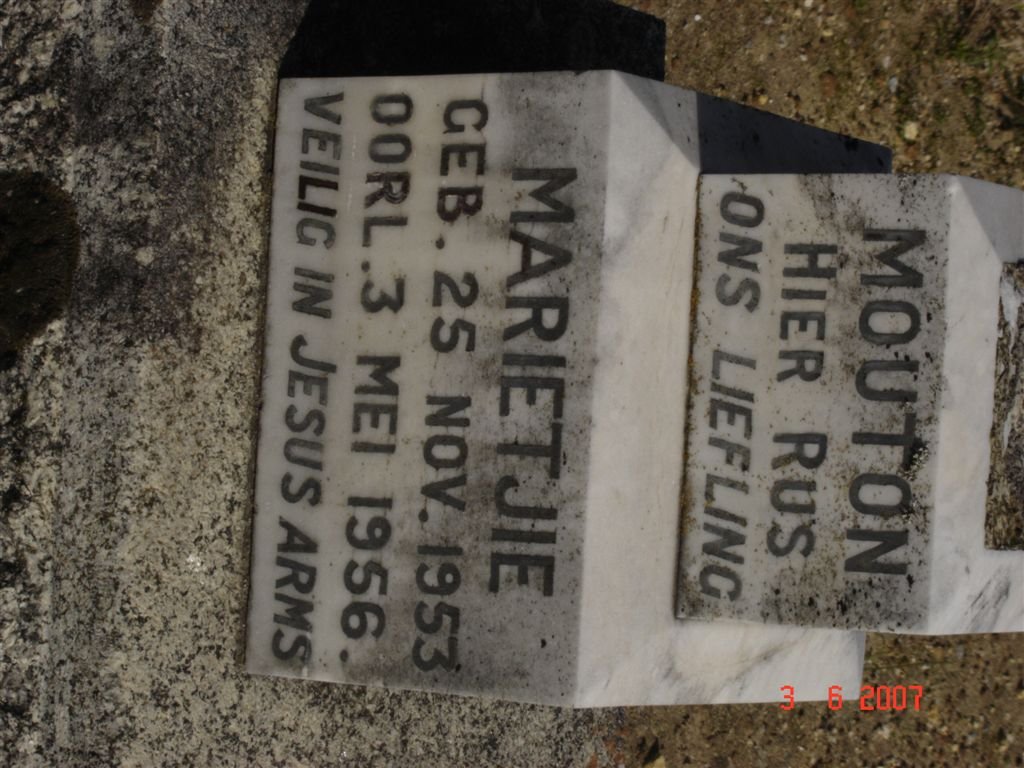 MOUTON
HIER RUS
ONS LIEFLING
MARIETJIE
GEB. 25 NOV. 1953
OORL. 3 MEI 1956.
VEILIG IN JESUS ARMS
3 6 2007